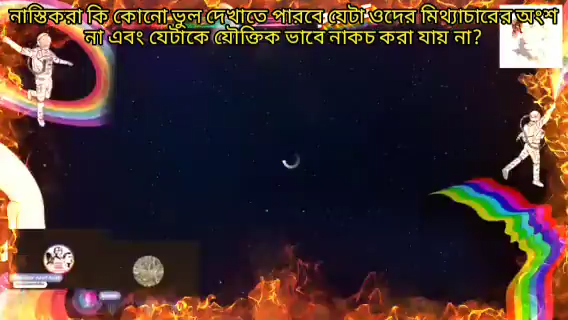 নাস্তিকরা কি কোনো ভুল দেখাতে পারবে যেটা ওদের মিথ্যাচারের অংশ
না এবং যেটাকে যৌক্তিক ভাবে নাকচ করা যায় না?